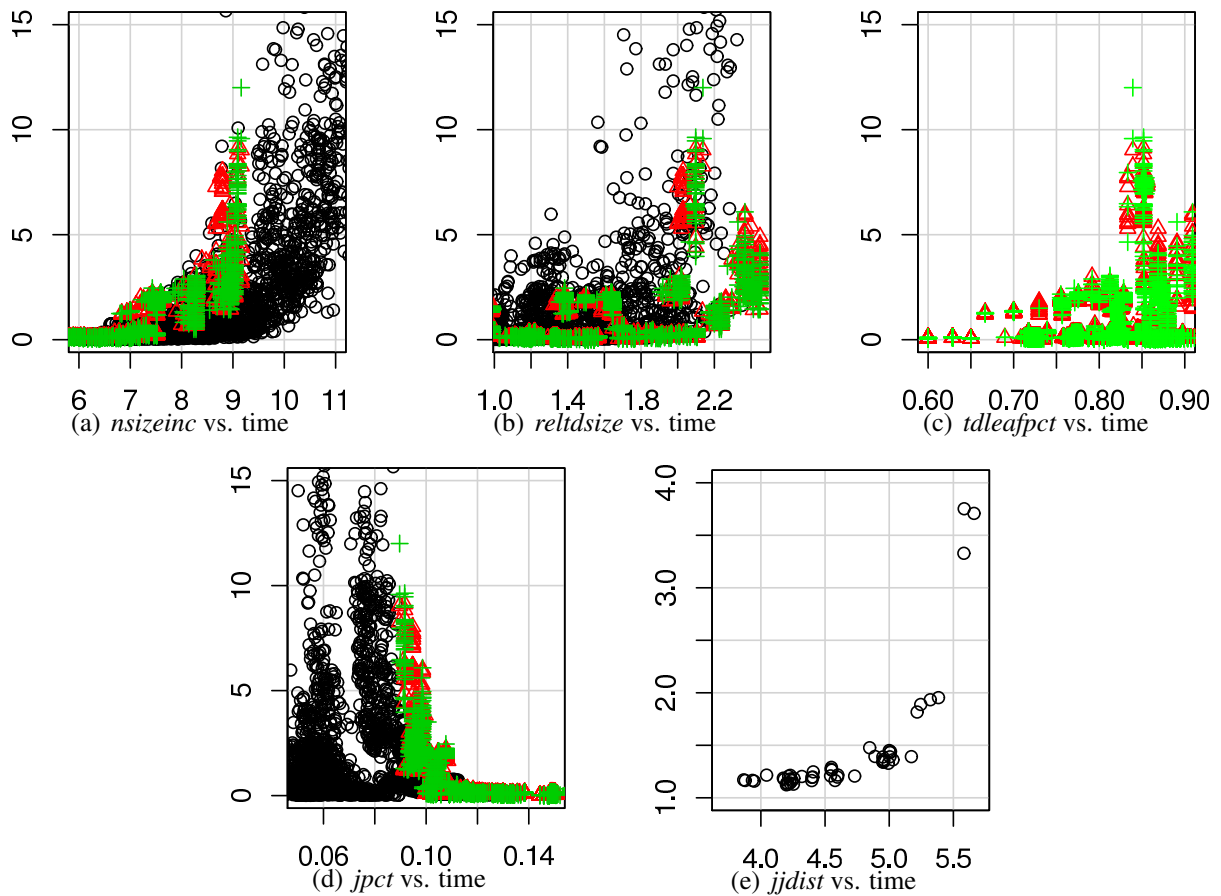 15
10
5
0
6 7 8 9 10 11
(a) nsizeinc vs. time
15
10
5
0
1.0 1.4 1.8 2.2
(b) reltdsize vs. time
15
10
5
0
0.60 0.70 0.80 0.90
(c) tdleafpct vs. time
15
10
5
0
0.06 0.10 0.14
(d) jpct vs. time
4.0
3.0
2.0
1.0
4.0 4.5 5.0 5.5
(e) jjdist vs. time